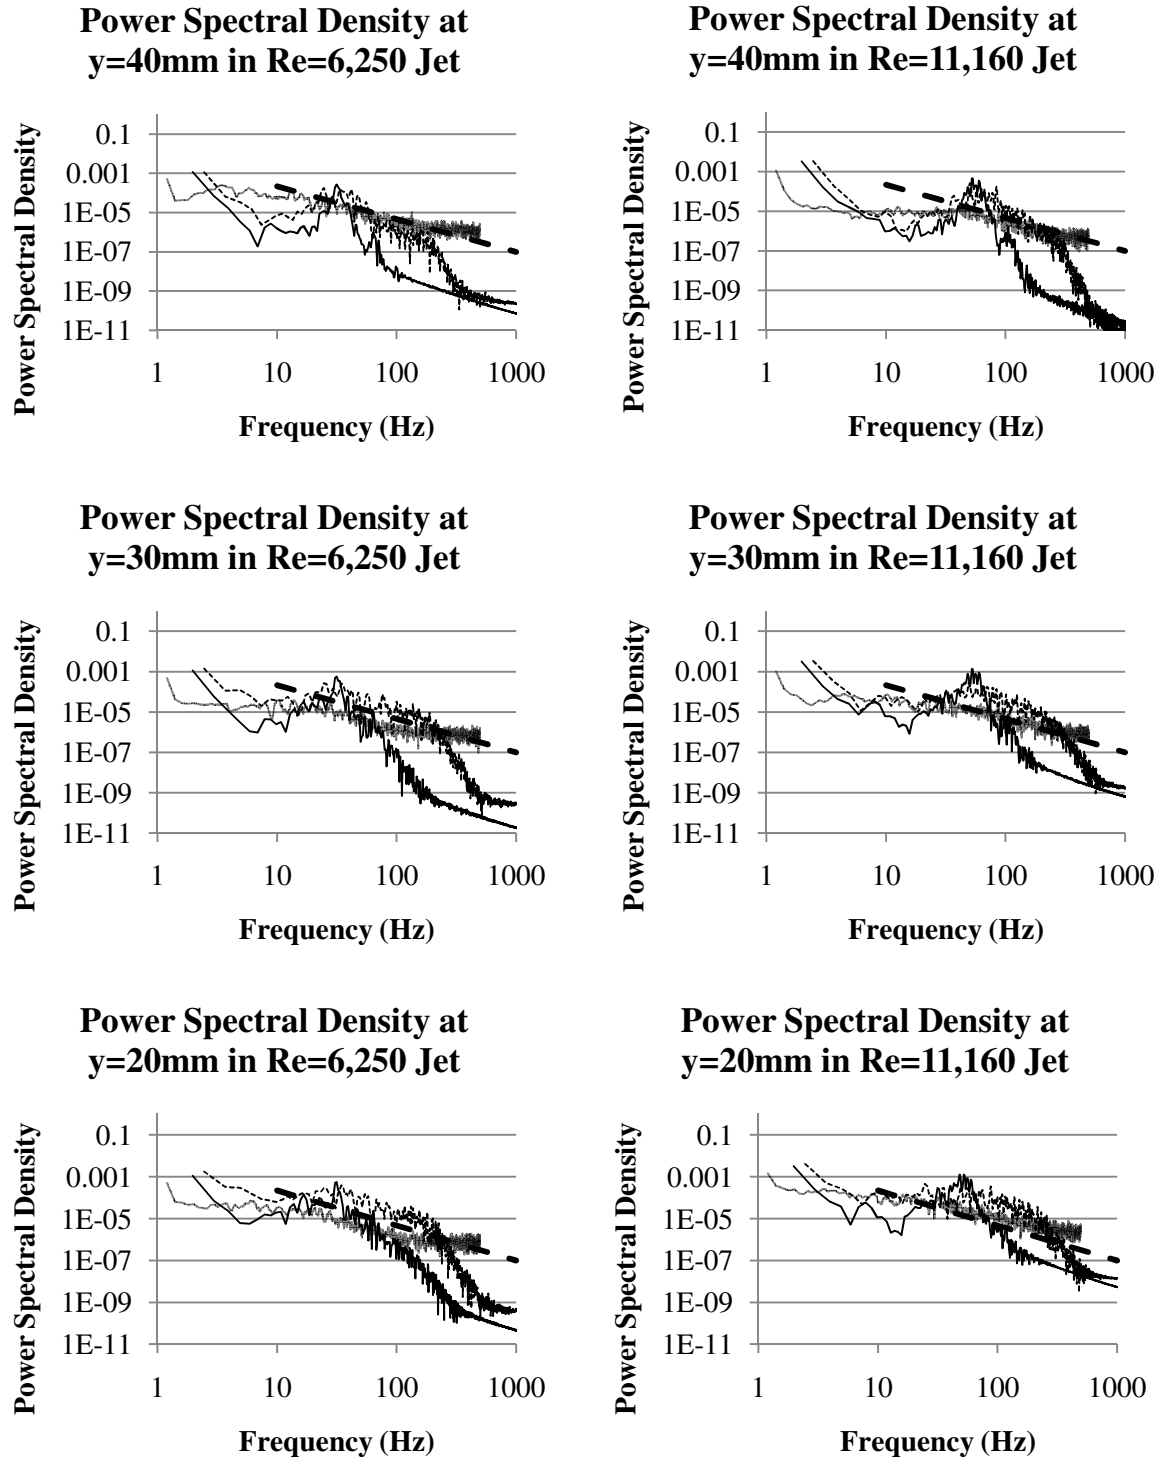 Power Spectral Density at
y=40mm in Re=6,250 Jet
Power Spectral Density
0.1
0.001
1E-05
1E-07
1E-09
1E-11
1 10 100 1000
Frequency (Hz)
Power Spectral Density at
y=40mm in Re=11,160 Jet
Power Spectral Density
0.1
0.001
1E-05
1E-07
1E-09
1E-11
1 10 100 1000
Frequency (Hz)
Power Spectral Density at
y=30mm in Re=6,250 Jet
Power Spectral Density
0.1
0.001
1E-05
1E-07
1E-09
1E-11
1 10 100 1000
Frequency (Hz)
Power Spectral Density at
y=30mm in Re=11,160 Jet
Power Spectral Density
0.1
0.001
1E-05
1E-07
1E-09
1E-11
1 10 100 1000
Frequency (Hz)
Power Spectral Density at
y=20mm in Re=6,250 Jet
Power Spectral Density
0.1
0.001
1E-05
1E-07
1E-09
1E-11
1 10 100 1000
Frequency (Hz)
Power Spectral Density at
y=20mm in Re=11,160 Jet
Power Spectral Density
0.1
0.001
1E-05
1E-07
1E-09
1E-11
1 10 100 1000
Frequency (Hz)